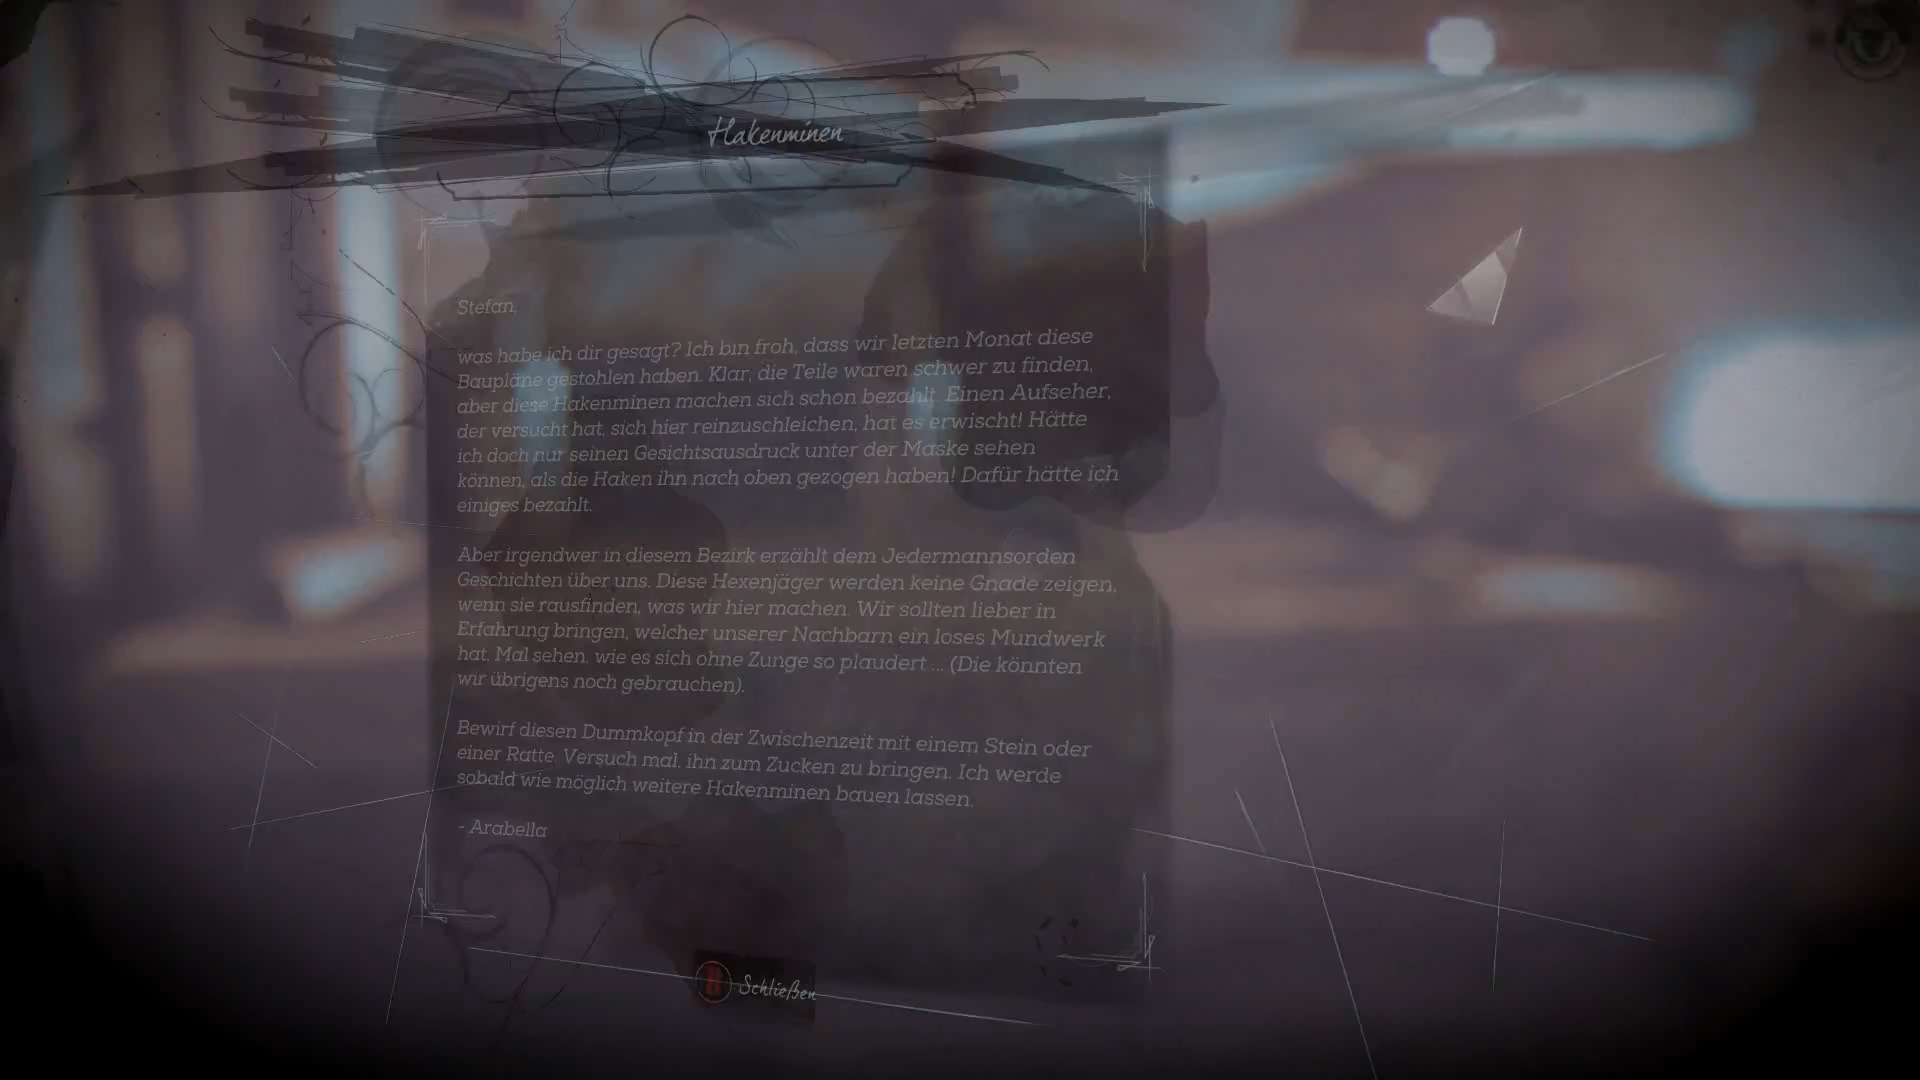 Hakenminen
Stefan,
was habe ich dir gesagt? Ich bin froh, dass wir letzten Monat diese
Baupläne gestohlen haben. Klar, die Teile waren schwer zu finden,
aber diese Hakenminen machen sich schon bezahlt. Einen Aufseher,
der versucht hat, sich hier reinzuschleichen, hat es erwischt! Hätte
ich doch nur seinen Gesichtsausdruck unter der Maske sehen
können, als die Haken ihn nach oben gezogen haben! Dafür hätte ich
einiges bezahlt.
Aber irgendwer in diesem Bezirk erzählt dem Jedermannsorden
Geschichten über uns. Diese Hexenjäger werden keine Gnade zeigen,
wenn sie rausfinden, was wir hier machen. Wir sollten lieber in
Erfahrung bringen, welcher unserer Nachbarn ein loses Mundwerk
hat. Mal sehen, wie es sich ohne Zunge so plaudert ... (Die könnten
wir übrigens noch gebrauchen).
Bewirf diesen Dummkopf in der Zwischenzeit mit einem Stein oder
einer Ratte. Versuch mal, ihn zum Zucken zu bringen. Ich werde
sobald wie möglich weitere Hakenminen bauen lassen.
- Arabella
Schließen